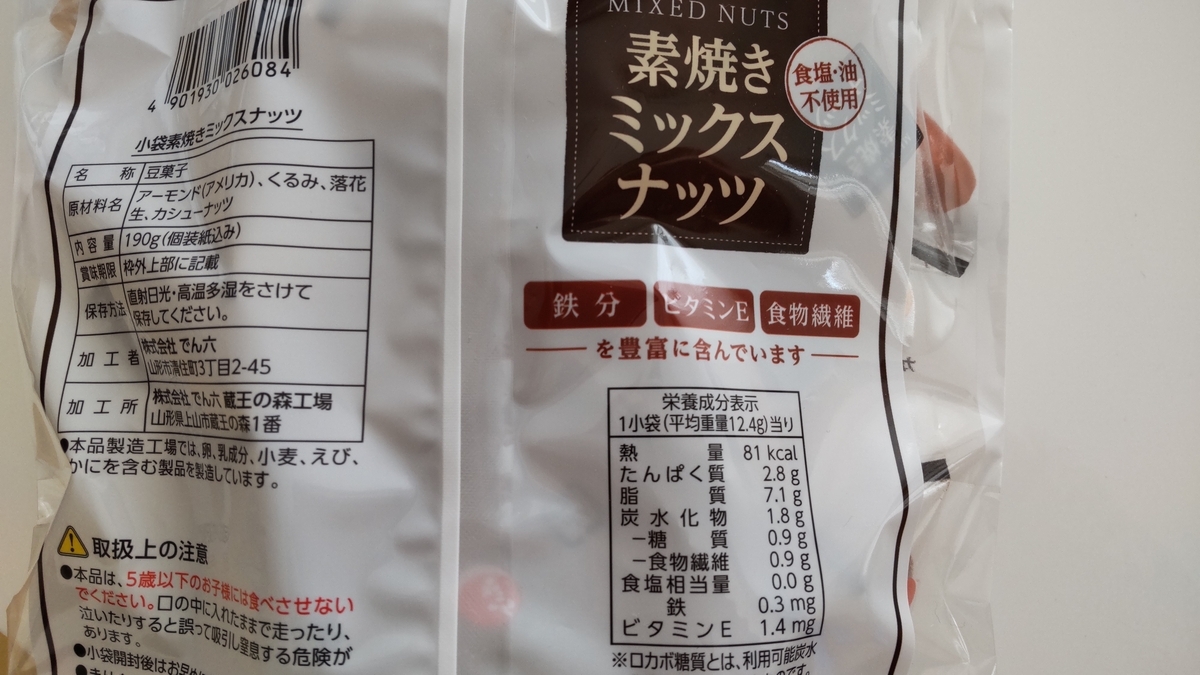 4 901930 026084
小袋素焼きミックスナッツ
名称 豆菓子
原材料名 アーモンド(アメリカ)、くるみ、落花
生、カシューナッツ
内容量 190g(個装紙込み)
賞味期限 枠外上部に記載
保存方法 直射日光・高温多湿をさけて
保存してください。
加工者 株式会社 でん六
山形市清住町3丁目2-45
加工所 株式会社 でん六 蔵王の森工場
山形県上山市蔵王の森1番
●本品製造工場では、卵、乳成分、小麦、えび、
かにを含む製品を製造しています。
取扱上の注意
●本品は、5歳以下のお子様には食べさせない
でください。口の中に入れたままで走ったり、
泣いたりすると誤って吸引し窒息する危険が
あります。
●小袋開封後はお早め
MIXED NUTS
素焼き
ミックス
ナッツ
食塩・油
不使用
鉄分 ビタミンE 食物繊維
を豊富に含んでいます
栄養成分表示
1小袋(平均重量12.4g)当り
熱量 81 kcal
たんぱく質 2.8 g
脂質 7.1 g
炭水化物 1.8 g
−糖質 0.9 g
−食物繊維 0.9 g
食塩相当量 0.0 g
鉄 0.3 mg
ビタミンE 1.4 mg
※ロカボ糖質とは、利用可能炭水